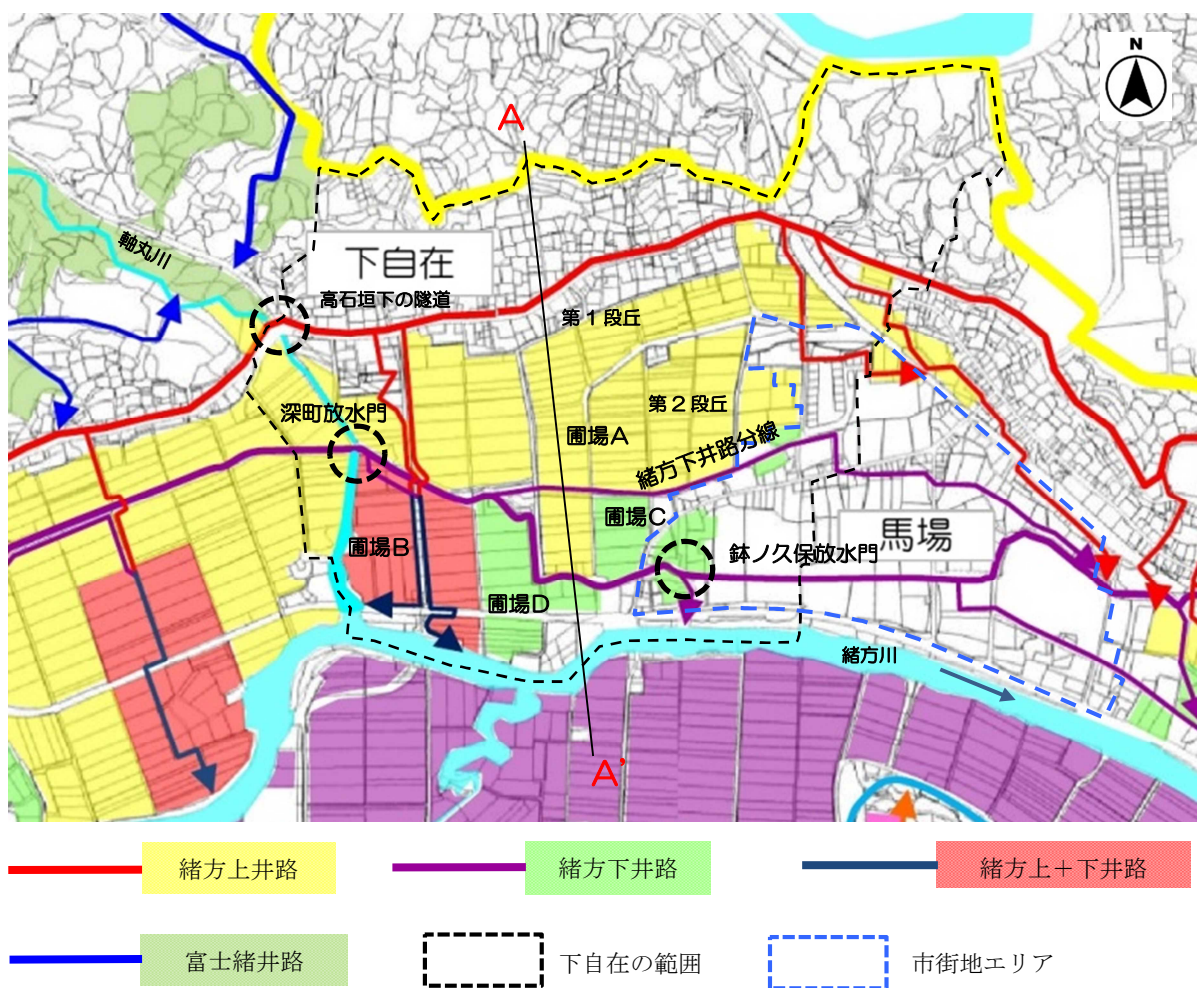 N
A
軸丸川
下自在
高石垣下の隧道
第1段丘
深町放水門
第2段丘
圃場A
緒方下井路分線
圃場C
圃場B
鉢ノ久保放水門
馬場
圃場D
緒方川
A'
緒方上井路
緒方下井路
緒方上+下井路
富士緒井路
下自在の範囲
市街地エリア